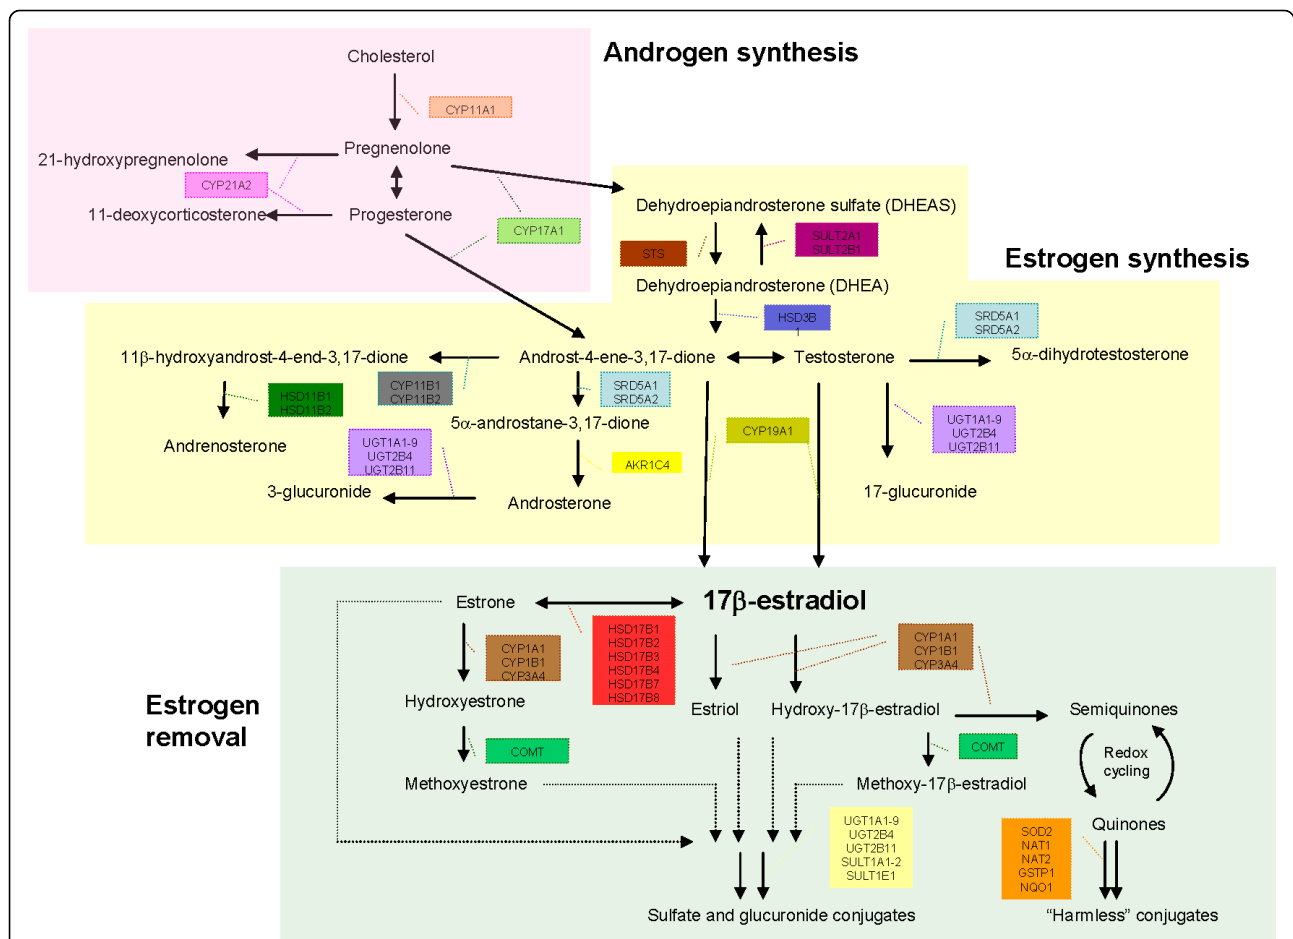 Androgen synthesis
Cholesterol
CYP11A1
Pregnenolone
21-hydroxypregnenolone
CYP21A2
11-deoxycorticosterone
Progesterone
CYP17A1
Dehydroepiandrosterone sulfate (DHEAS)
STS
SULT2A1
SULT2B1
Estrogen synthesis
Dehydroepiandrosterone (DHEA)
HSD3B
1
SRD5A1
SRD5A2
11β-hydroxyandrost-4-end-3,17-dione
Androst-4-ene-3,17-dione
Testosterone
5α-dihydrotestosterone
HSD11B1
HSD11B2
CYP11B1
CYP11B2
SRD5A1
SRD5A2
5α-androstane-3,17-dione
CYP19A1
UGT1A1-9
UGT2B4
UGT2B11
Andrenosterone
UGT1A1-9
UGT2B4
UGT2B11
AKR1C4
3-glucuronide
Androsterone
17-glucuronide
Estrone
17β-estradiol
HSD17B1
HSD17B2
HSD17B3
HSD17B4
HSD17B7
HSD17B8
CYP1A1
CYP1B1
CYP3A4
CYP1A1
CYP1B1
CYP3A4
Estrogen
removal
Hydroxyestrone
Estriol
Hydroxy-17β-estradiol
Semiquinones
COMT
COMT
Redox
cycling
Methoxyestrone
Methoxy-17β-estradiol
Quinones
UGT1A1-9
UGT2B4
UGT2B11
SULT1A1-2
SULT1E1
SOD2
NAT1
NAT2
GSTP1
NQO1
Sulfate and glucuronide conjugates
“Harmless” conjugates